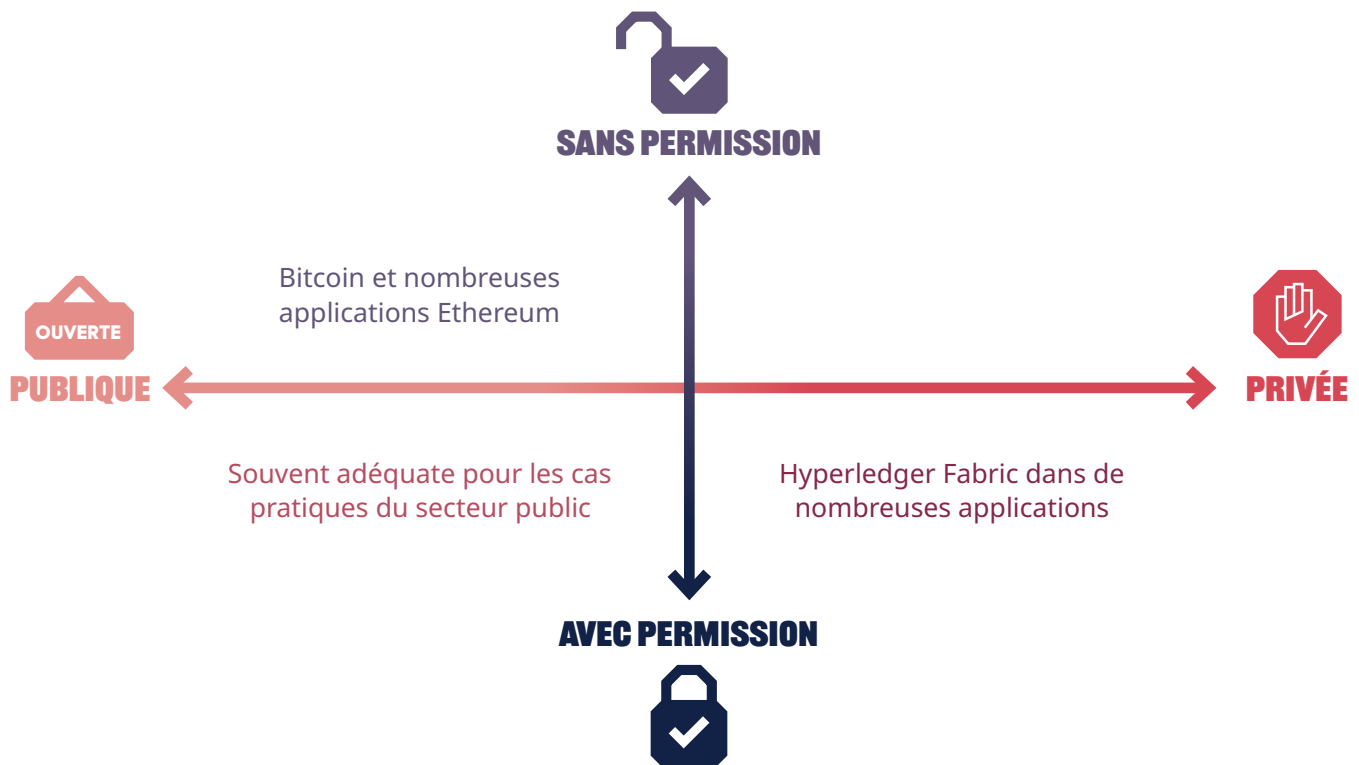 SANS PERMISSION
Bitcoin et nombreuses
applications Ethereum
OUVERTE
PUBLIQUE
PRIVÉE
Souvent adéquate pour les cas
pratiques du secteur public
Hyperledger Fabric dans de
nombreuses applications
AVEC PERMISSION